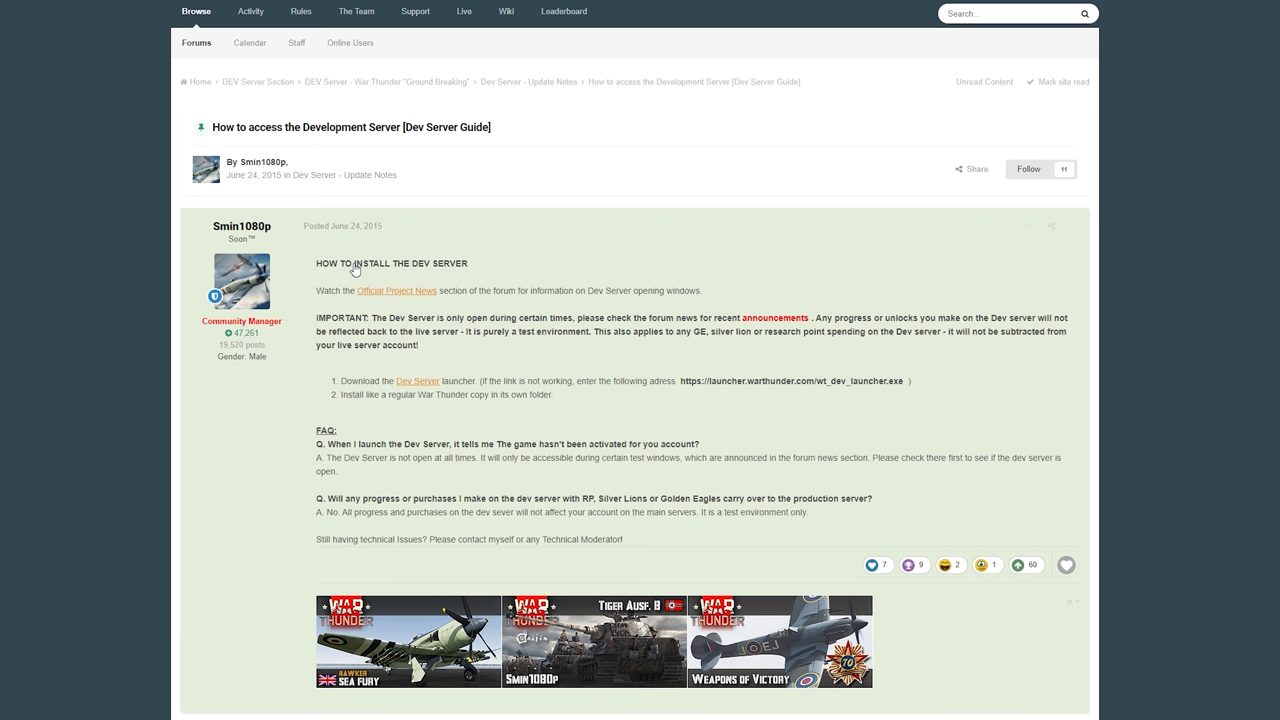 Browse Activity Rules The Team Support Live Wiki Leaderboard
Search...
Forums Calendar Staff Online Users
Home > DEV Server Section > DEV Server - War Thunder "Ground Breaking" > Dev Server - Update Notes > How to access the Development Server [Dev Server Guide]
Unread Content Mark site read
How to access the Development Server [Dev Server Guide]
By Smin1080p,
June 24, 2015 in Dev Server - Update Notes
Share Follow 11
Smin1080p
Soon™
Community Manager
47,261
19,520 posts
Gender: Male
Posted June 24, 2015
HOW TO INSTALL THE DEV SERVER
Watch the Official Project News section of the forum for information on Dev Server opening windows.
IMPORTANT: The Dev Server is only open during certain times, please check the forum news for recent announcements . Any progress or unlocks you make on the Dev server will not
be reflected back to the live server - It is purely a test environment. This also applies to any GE, silver lion or research point spending on the Dev server - it will not be subtracted from
your live server account!
1. Download the Dev Server launcher. (if the link is not working, enter the following adress https://launcher.warthunder.com/wt_dev_launcher.exe )
2. Install like a regular War Thunder copy in its own folder.
FAQ:
Q. When I launch the Dev Server, it tells me The game hasn't been activated for you account?
A. The Dev Server is not open at all times. It will only be accessible during certain test windows, which are announced in the forum news section. Please check there first to see if the dev server is
open.
Q. Will any progress or purchases I make on the dev server with RP, Silver Lions or Golden Eagles carry over to the production server?
A. No. All progress and purchases on the dev sever will not affect your account on the main servers. It is a test environment only.
Still having technical Issues? Please contact myself or any Technical Moderator!
7 9 2 1 60
WAR THUNDER
HAWKER
SEA FURY
WAR THUNDER
TIGER AUSF. B
Gaijin
SMIN1080P
WAR THUNDER
JOEJ
WEAPONS OF VICTORY
70